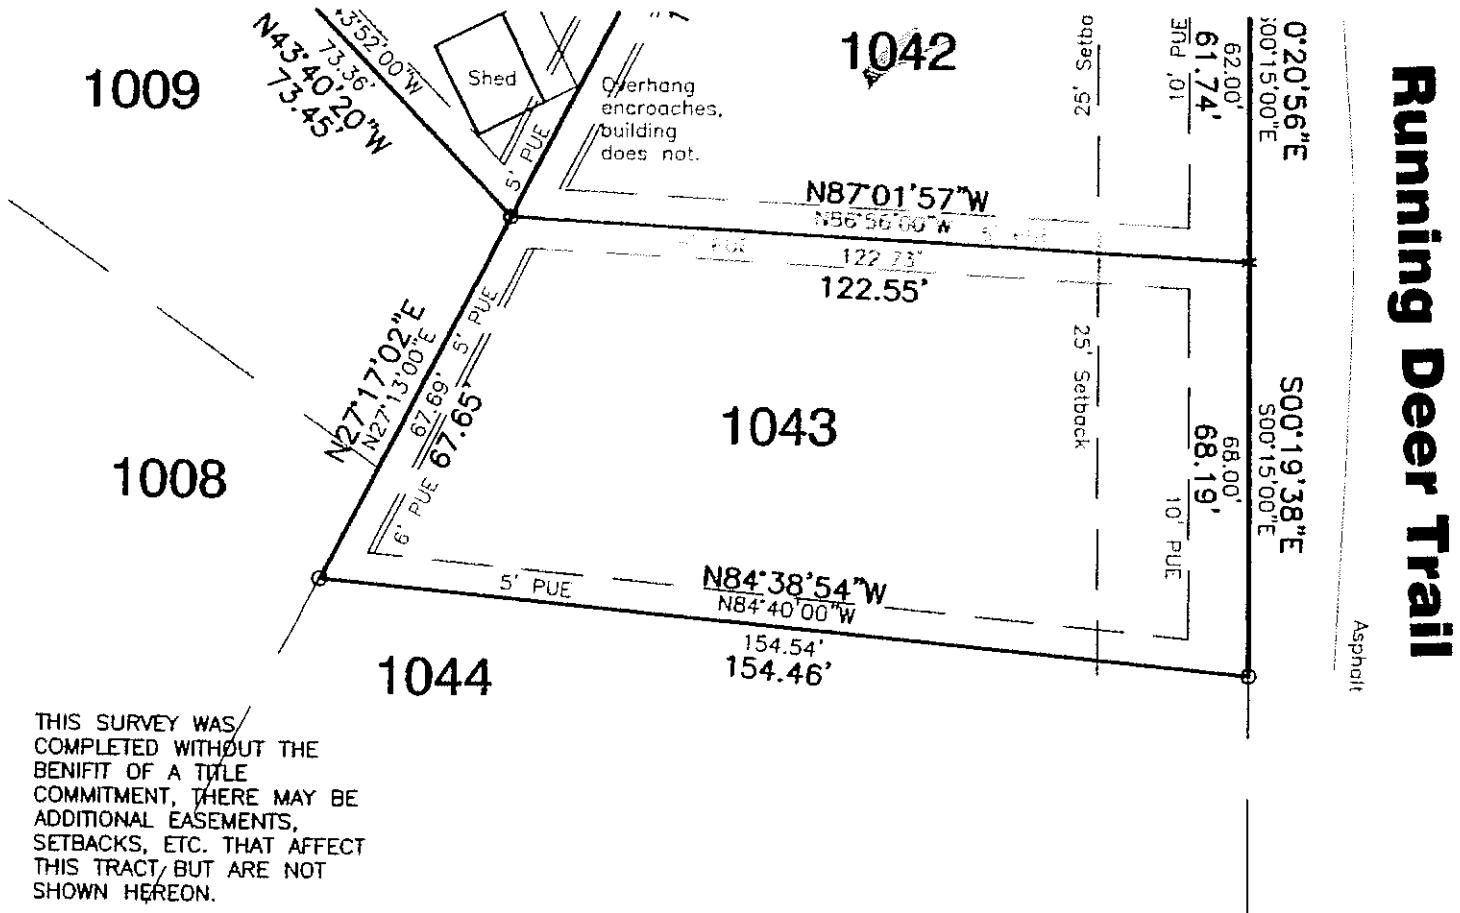 1009
43°52'00"W
73.36'
N43°40'20"W
73.45'
Shed
5' PUE
Overhang
encroaches,
building
does not.
1042
25' Setba
10' PUE
61.74'
62.00'
0°20'56"E
S00°15'00"E
Running Deer Trail
N87°01'57"W
N86°56'00"W
5' PUE
PUE
122.73'
122.55'
N27°17'02"E
N27°13'00"E
67.69'
67.65'
5' PUE
6' PUE
1043
25' Setback
10' PUE
68.19'
68.00'
S00°19'38"E
S00°15'00"E
Asphalt
1008
5' PUE
N84°38'54"W
N84°40'00"W
154.54'
154.46'
1044
THIS SURVEY WAS
COMPLETED WITHOUT THE
BENIFIT OF A TITLE
COMMITMENT, THERE MAY BE
ADDITIONAL EASEMENTS,
SETBACKS, ETC. THAT AFFECT
THIS TRACT BUT ARE NOT
SHOWN HEREON.